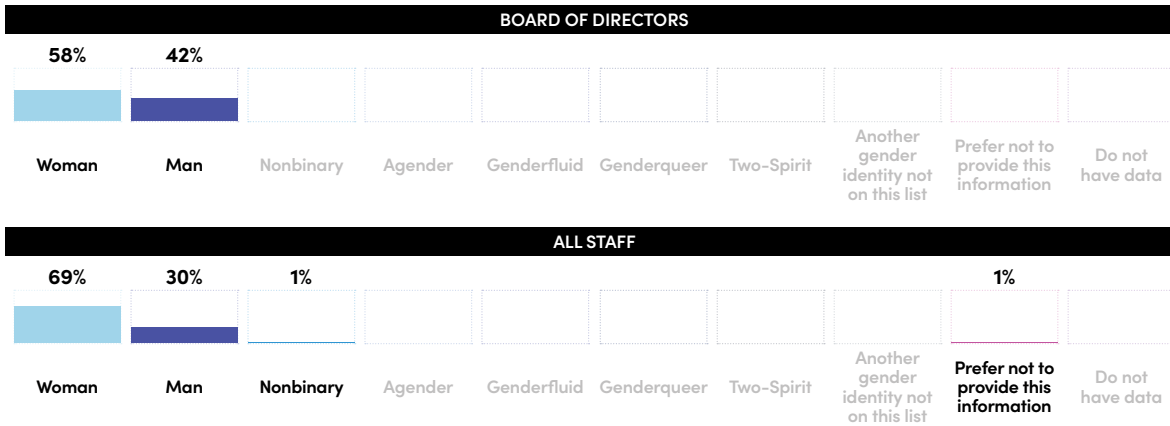 BOARD OF DIRECTORS
58% 42%
Woman Man Nonbinary Agender Genderfluid Genderqueer Two-Spirit
Another
gender
identity not
on this list
Prefer not to
provide this
information
Do not
have data
ALL STAFF
69% 30% 1% 1%
Woman Man Nonbinary Agender Genderfluid Genderqueer Two-Spirit
Another
gender
identity not
on this list
Prefer not to
provide this
information
Do not
have data